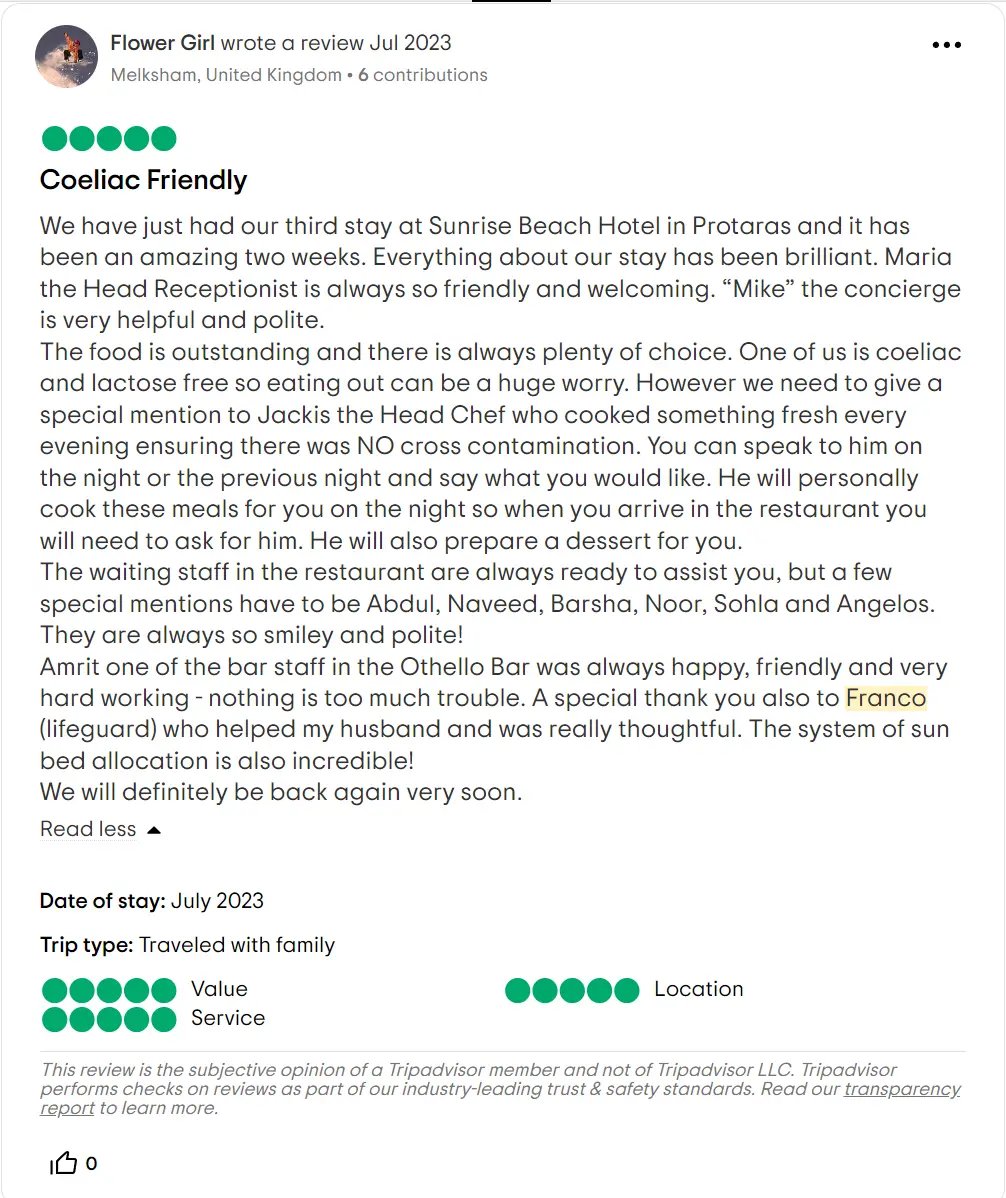 Flower Girl wrote a review Jul 2023
Melksham, United Kingdom • 6 contributions
Coeliac Friendly
We have just had our third stay at Sunrise Beach Hotel in Protaras and it has
been an amazing two weeks. Everything about our stay has been brilliant. Maria
the Head Receptionist is always so friendly and welcoming. “Mike” the concierge
is very helpful and polite.
The food is outstanding and there is always plenty of choice. One of us is coeliac
and lactose free so eating out can be a huge worry. However we need to give a
special mention to Jackis the Head Chef who cooked something fresh every
evening ensuring there was NO cross contamination. You can speak to him on
the night or the previous night and say what you would like. He will personally
cook these meals for you on the night so when you arrive in the restaurant you
will need to ask for him. He will also prepare a dessert for you.
The waiting staff in the restaurant are always ready to assist you, but a few
special mentions have to be Abdul, Naveed, Barsha, Noor, Sohla and Angelos.
They are always so smiley and polite!
Amrit one of the bar staff in the Othello Bar was always happy, friendly and very
hard working - nothing is too much trouble. A special thank you also to Franco
(lifeguard) who helped my husband and was really thoughtful. The system of sun
bed allocation is also incredible!
We will definitely be back again very soon.
Read less
Date of stay: July 2023
Trip type: Traveled with family
Value
Location
Service
This review is the subjective opinion of a Tripadvisor member and not of Tripadvisor LLC. Tripadvisor
performs checks on reviews as part of our industry-leading trust & safety standards. Read our transparency
report to learn more.
0